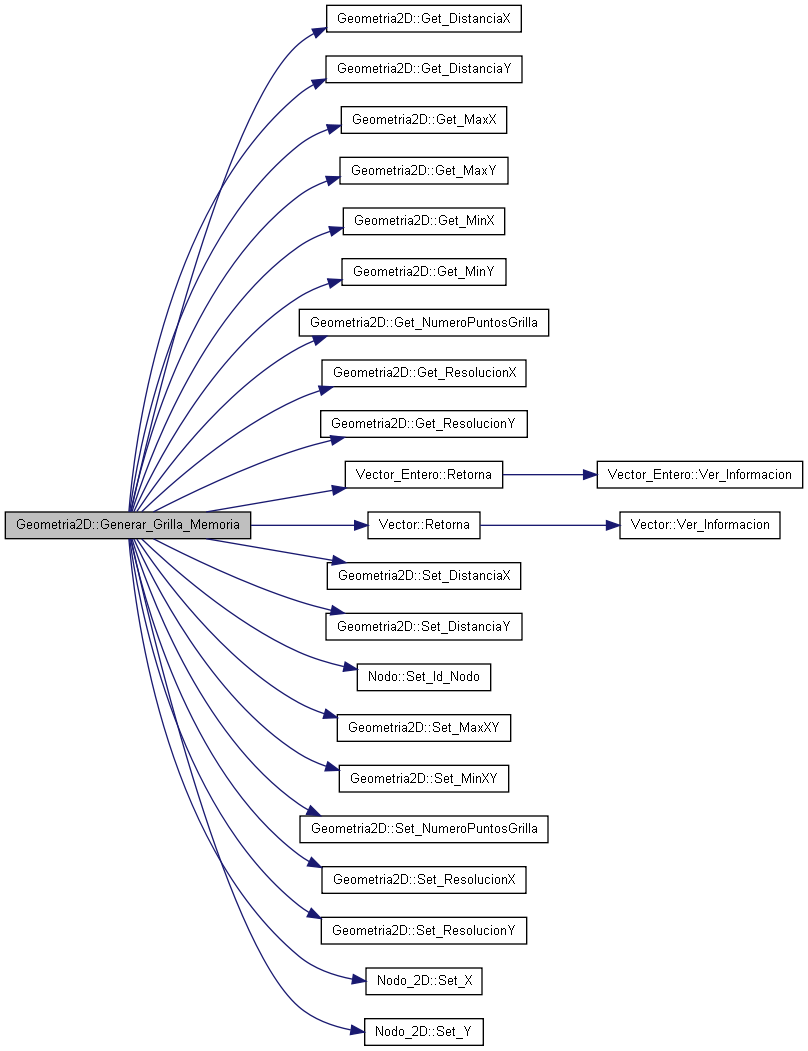 Geometria2D::Get_DistanciaX
Geometria2D::Get_DistanciaY
Geometria2D::Get_MaxX
Geometria2D::Get_MaxY
Geometria2D::Get_MinX
Geometria2D::Get_MinY
Geometria2D::Get_NumeroPuntosGrilla
Geometria2D::Get_ResolucionX
Geometria2D::Get_ResolucionY
Vector_Entero::Retorna
Vector_Entero::Ver_Informacion
Geometria2D::Generar_Grilla_Memoria
Vector::Retorna
Vector::Ver_Informacion
Geometria2D::Set_DistanciaX
Geometria2D::Set_DistanciaY
Nodo::Set_Id_Nodo
Geometria2D::Set_MaxXY
Geometria2D::Set_MinXY
Geometria2D::Set_NumeroPuntosGrilla
Geometria2D::Set_ResolucionX
Geometria2D::Set_ResolucionY
Nodo_2D::Set_X
Nodo_2D::Set_Y